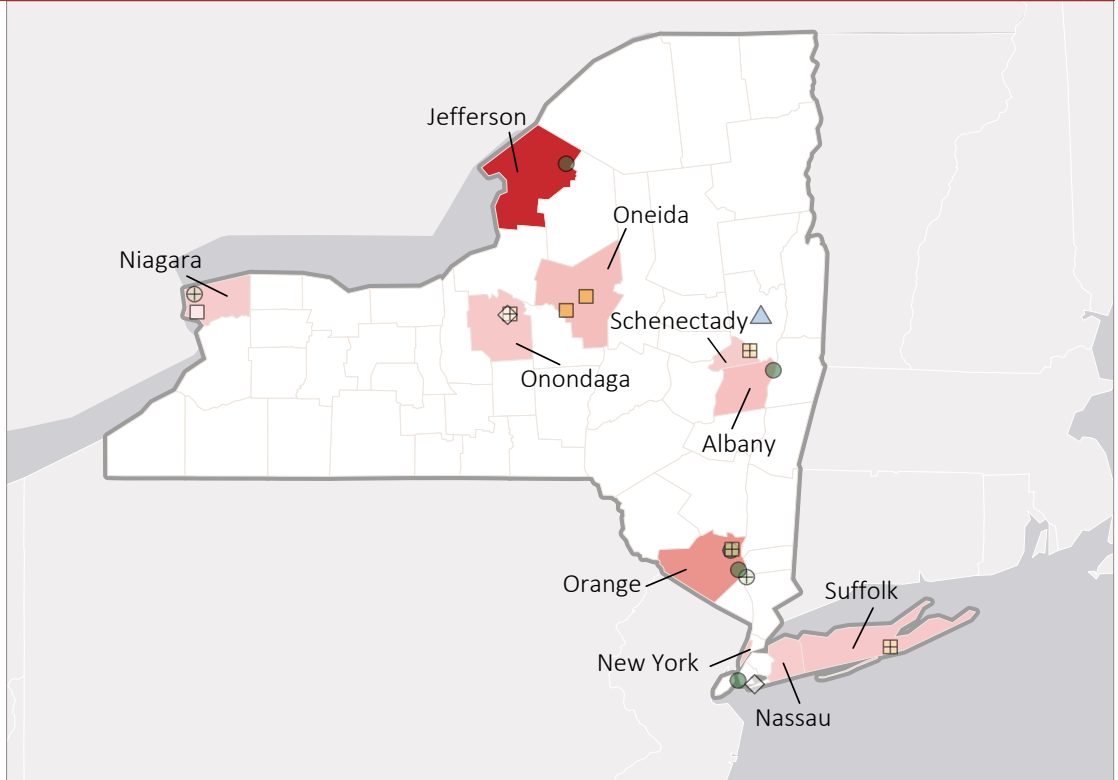 Jefferson
Oneida
Niagara
Schenectady
Onondaga
Albany
Orange
Suffolk
New York
Nassau